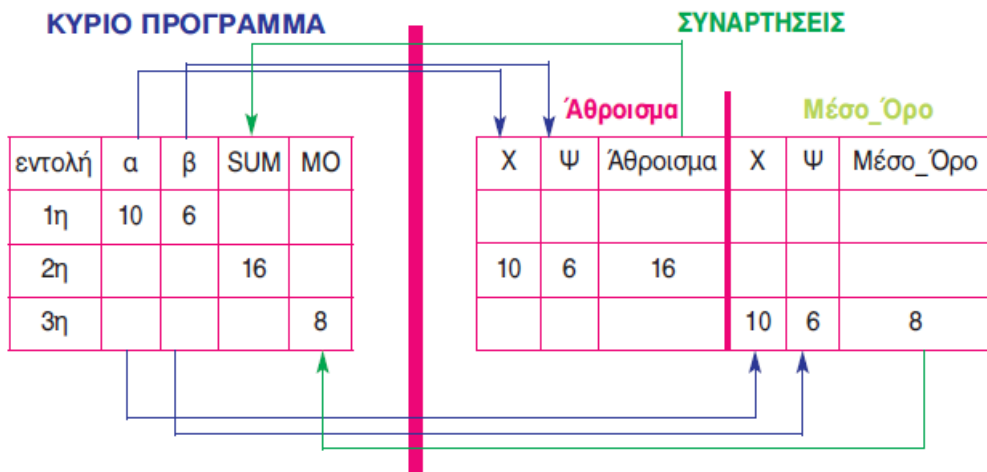 ΚΥΡΙΟ ΠΡΟΓΡΑΜΜΑ
ΣΥΝΑΡΤΗΣΕΙΣ
Άθροισμα Μέσο_Όρο
εντολή α β SUM ΜΟ Χ Ψ Άθροισμα Χ Ψ Μέσο_Όρο
1η 10 6
2η 16 10 6 16
3η 8 10 6 8